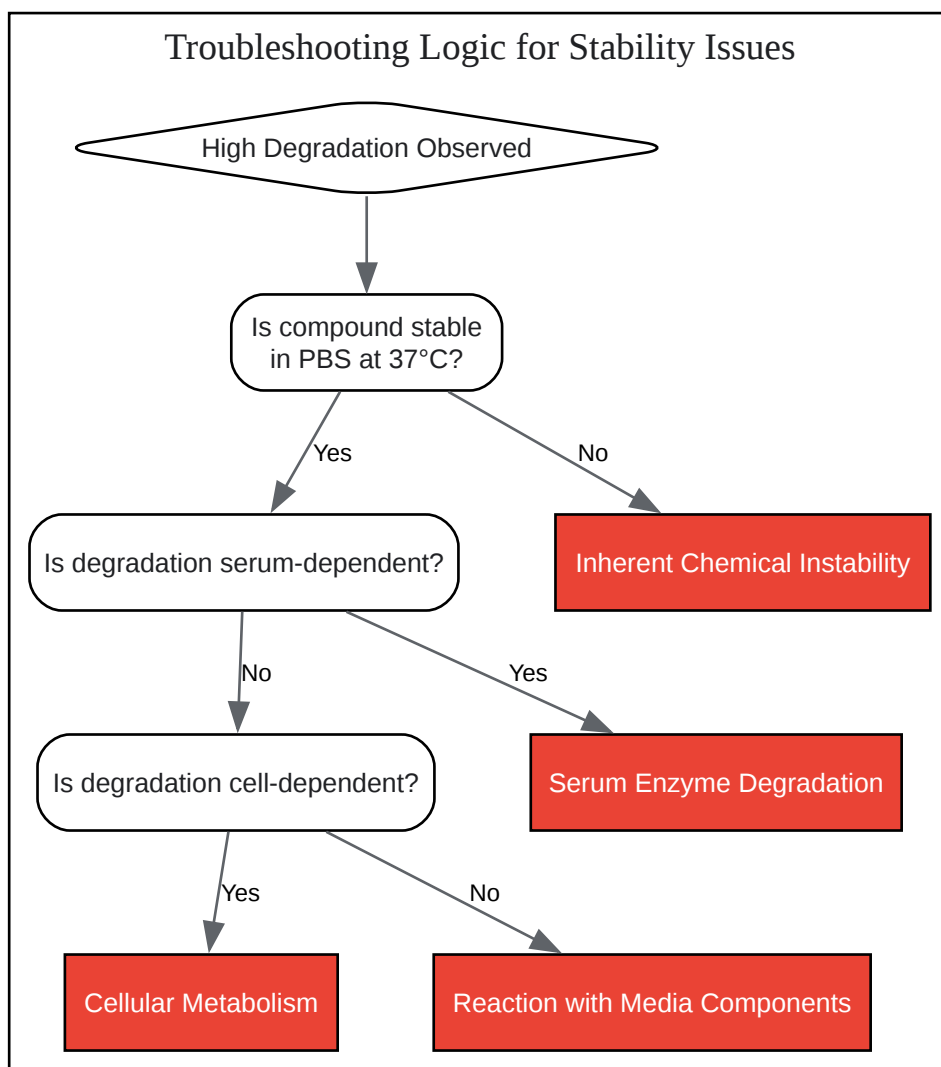 Troubleshooting Logic for Stability Issues
High Degradation Observed
Is compound stable
in PBS at 37°C?
Yes
No
Is degradation serum-dependent?
Inherent Chemical Instability
No
Yes
Is degradation cell-dependent?
Serum Enzyme Degradation
Yes
No
Cellular Metabolism
Reaction with Media Components